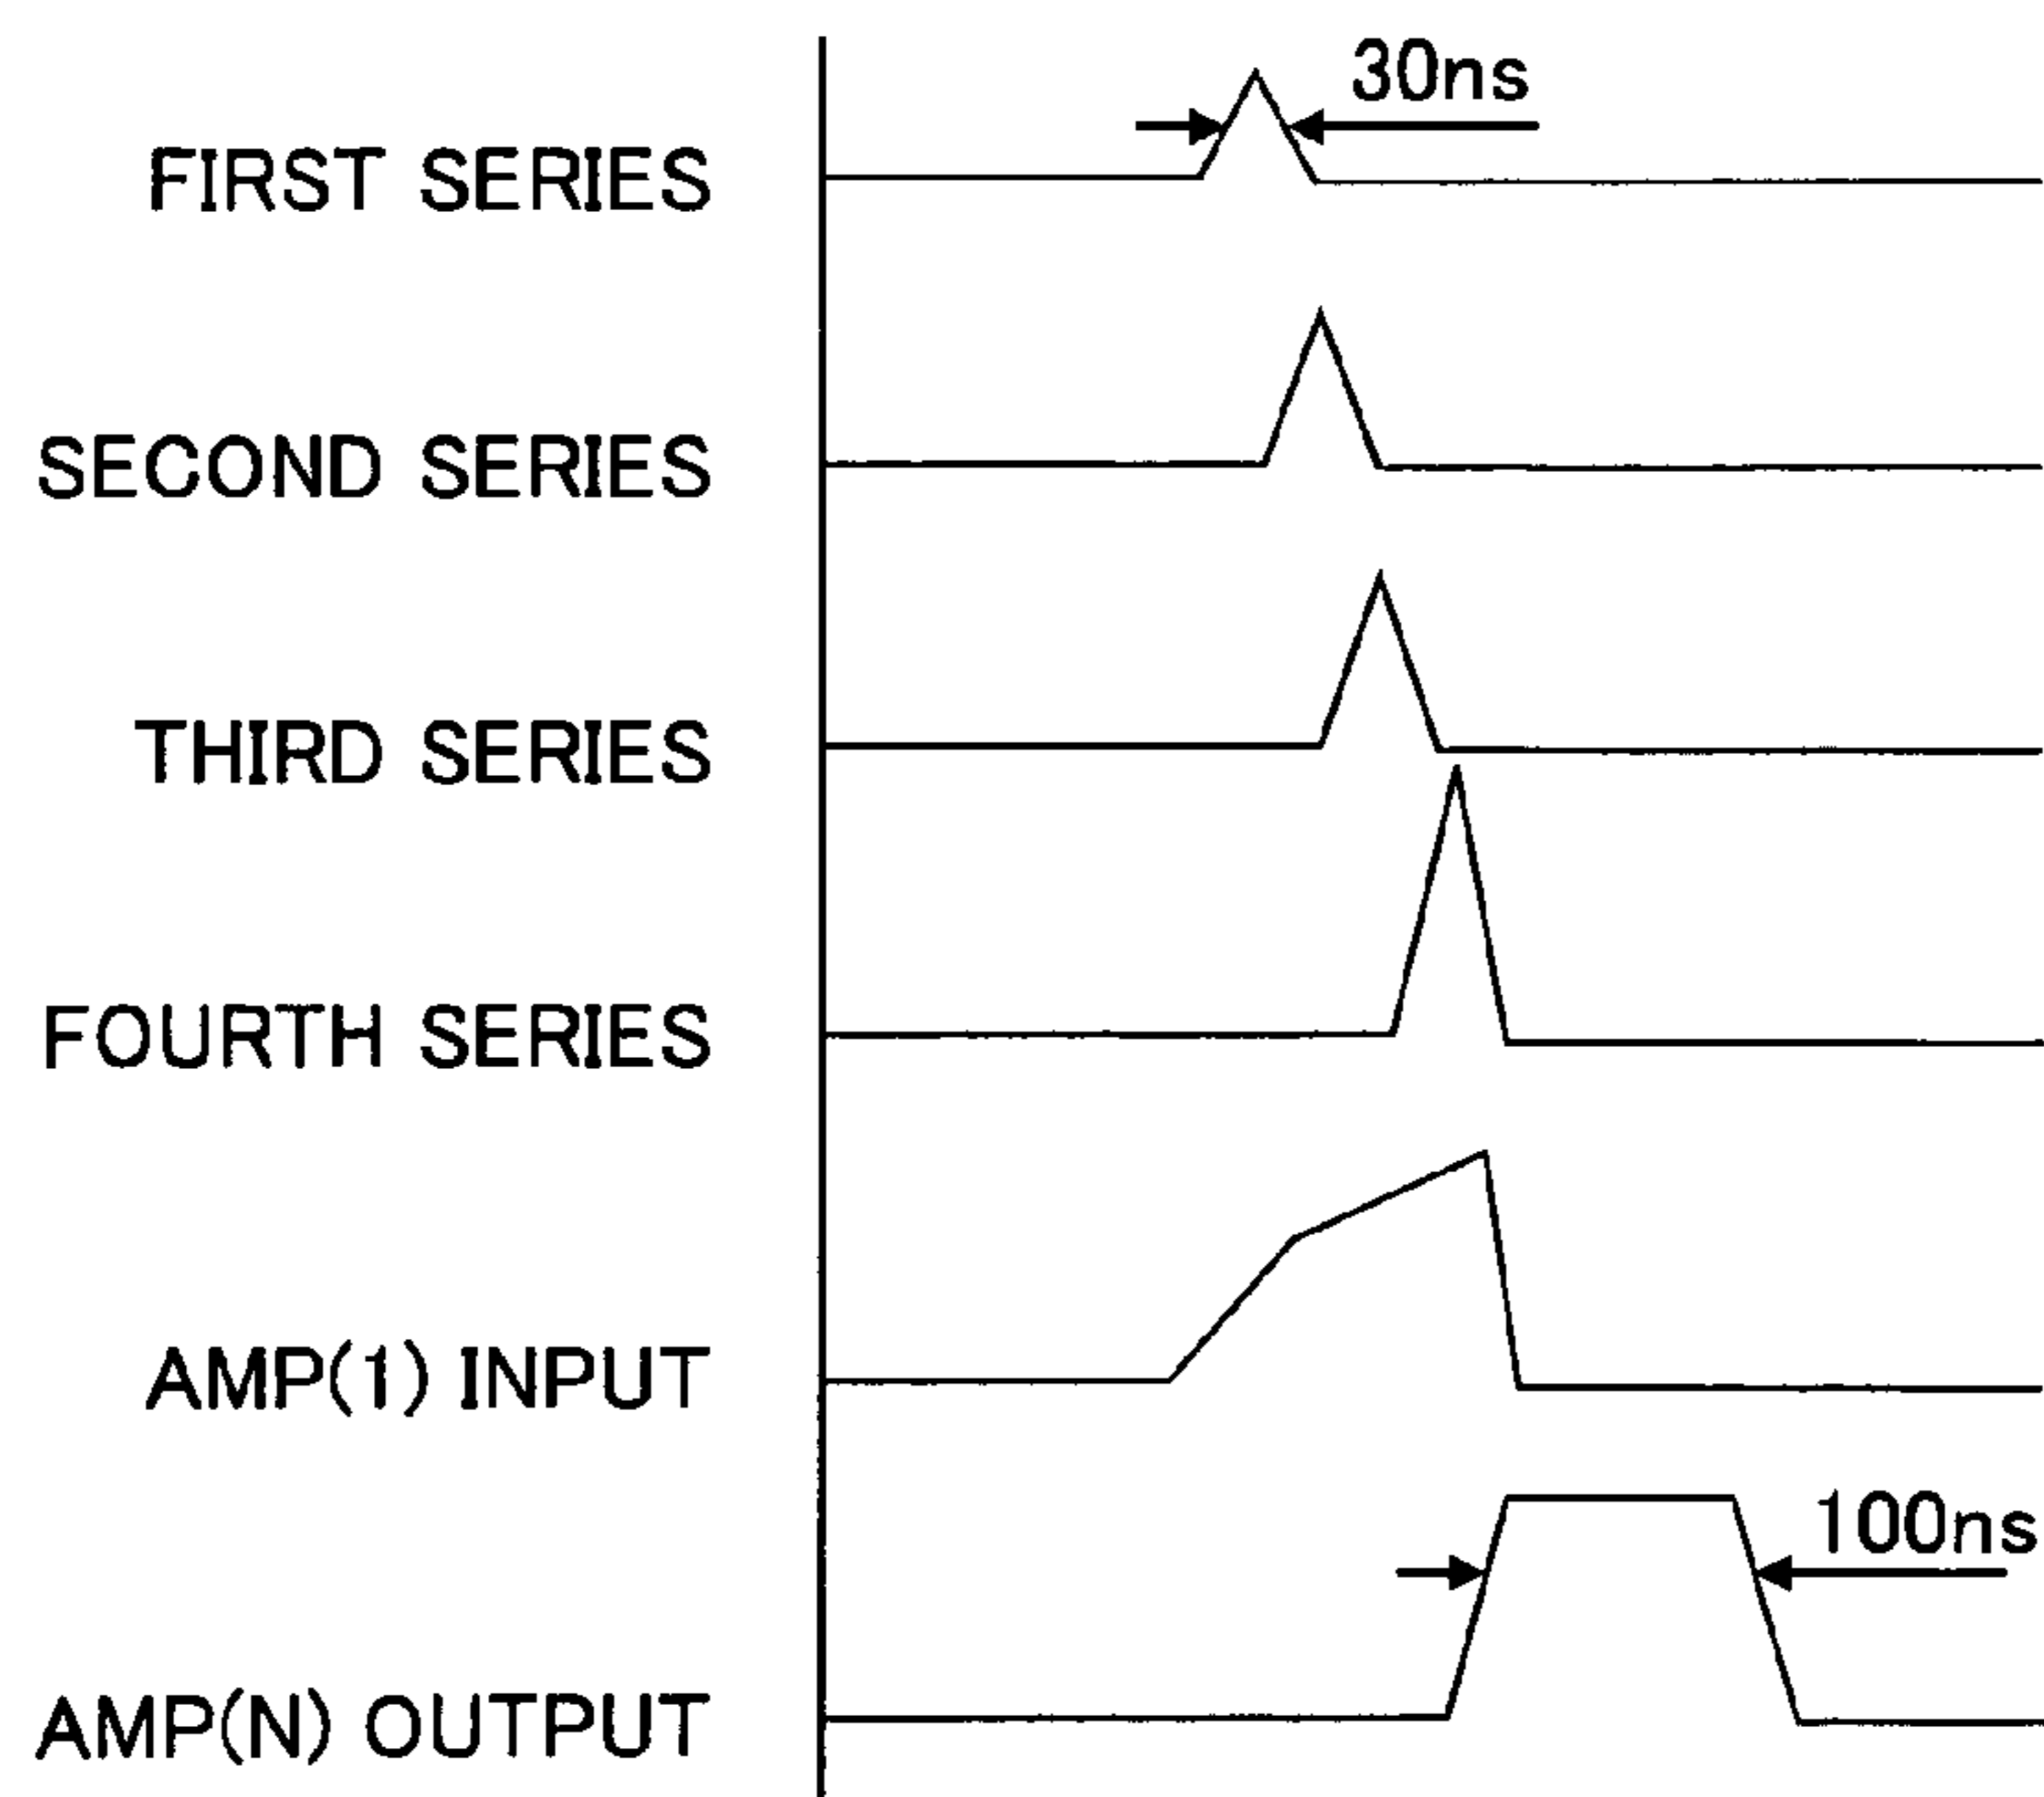 30ns
FIRST SERIES
SECOND SERIES
THIRD SERIES
FOURTH SERIES
AMP(1) INPUT
100ns
AMP(N) OUTPUT